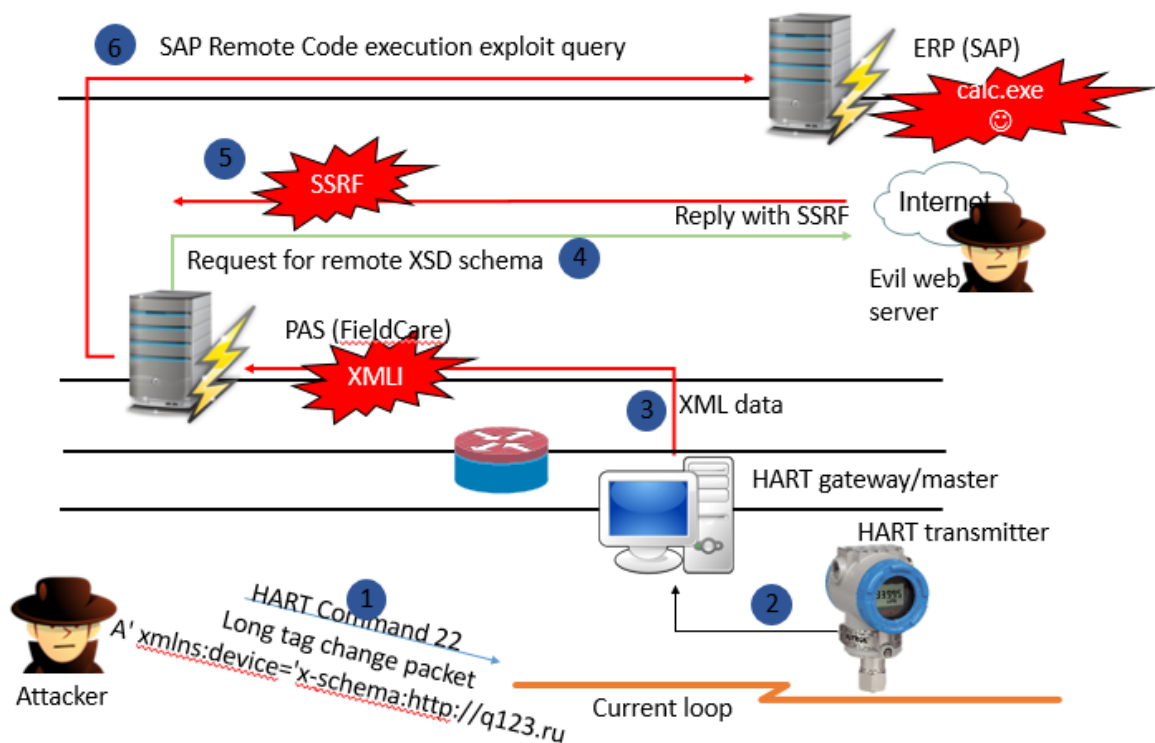 6 SAP Remote Code execution exploit query
ERP (SAP)
calc.exe
☺
5
SSRF
Internet
Reply with SSRF
Request for remote XSD schema 4
Evil web
server
PAS (FieldCare)
XMLI
3 XML data
HART gateway/master
HART transmitter
1
HART Command 22
Long tag change packet
A' xmlns:device='x-schema:http://q123.ru
2
Attacker
Current loop